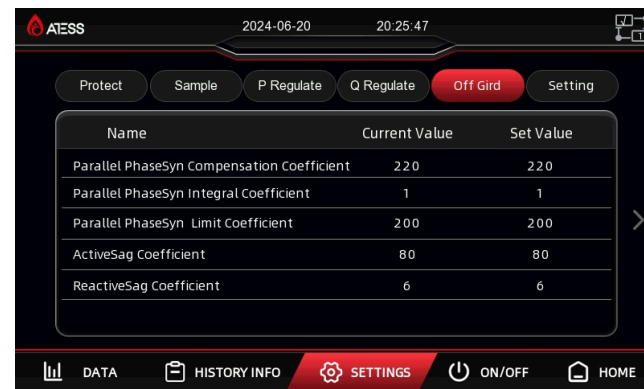 ATESS 2024-06-20 20:25:47
Protect Sample P Regulate Q Regulate Off Gird Setting
Name Current Value Set Value
Parallel PhaseSyn Compensation Coefficient 220 220
Parallel PhaseSyn Integral Coefficient 1 1
Parallel PhaseSyn Limit Coefficient 200 200
ActiveSag Coefficient 80 80
ReactiveSag Coefficient 6 6
DATA HISTORY INFO SETTINGS ON/OFF HOME